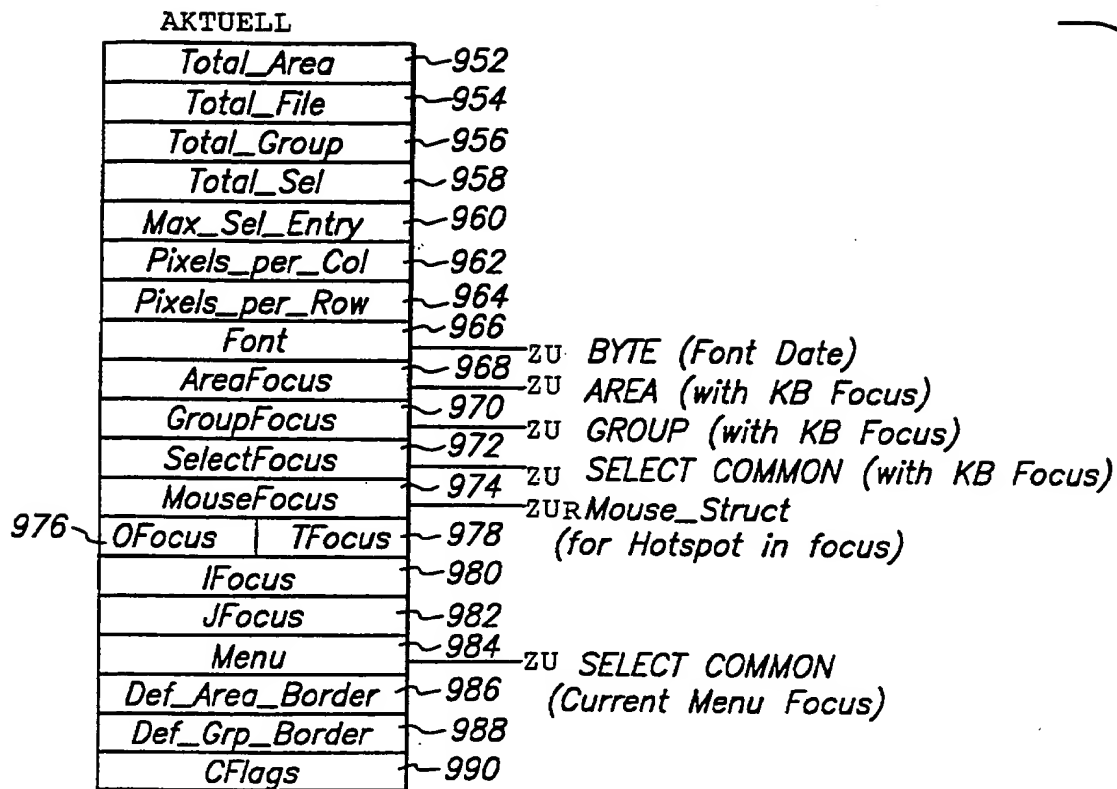 AKTUELL
Total_Area 952
Total_File 954
Total_Group 956
Total_Sel 958
Max_Sel_Entry 960
Pixels_per_Col 962
Pixels_per_Row 964
Font 966 ZU BYTE (Font Date)
AreaFocus 968 ZU AREA (with KB Focus)
GroupFocus 970 ZU GROUP (with KB Focus)
SelectFocus 972 ZU SELECT COMMON (with KB Focus)
MouseFocus 974 ZUR Mouse_Struct
976 OFocus TFocus 978 (for Hotspot in focus)
IFocus 980
JFocus 982
Menu 984 ZU SELECT COMMON
Def_Area_Border 986 (Current Menu Focus)
Def_Grp_Border 988
CFlags 990